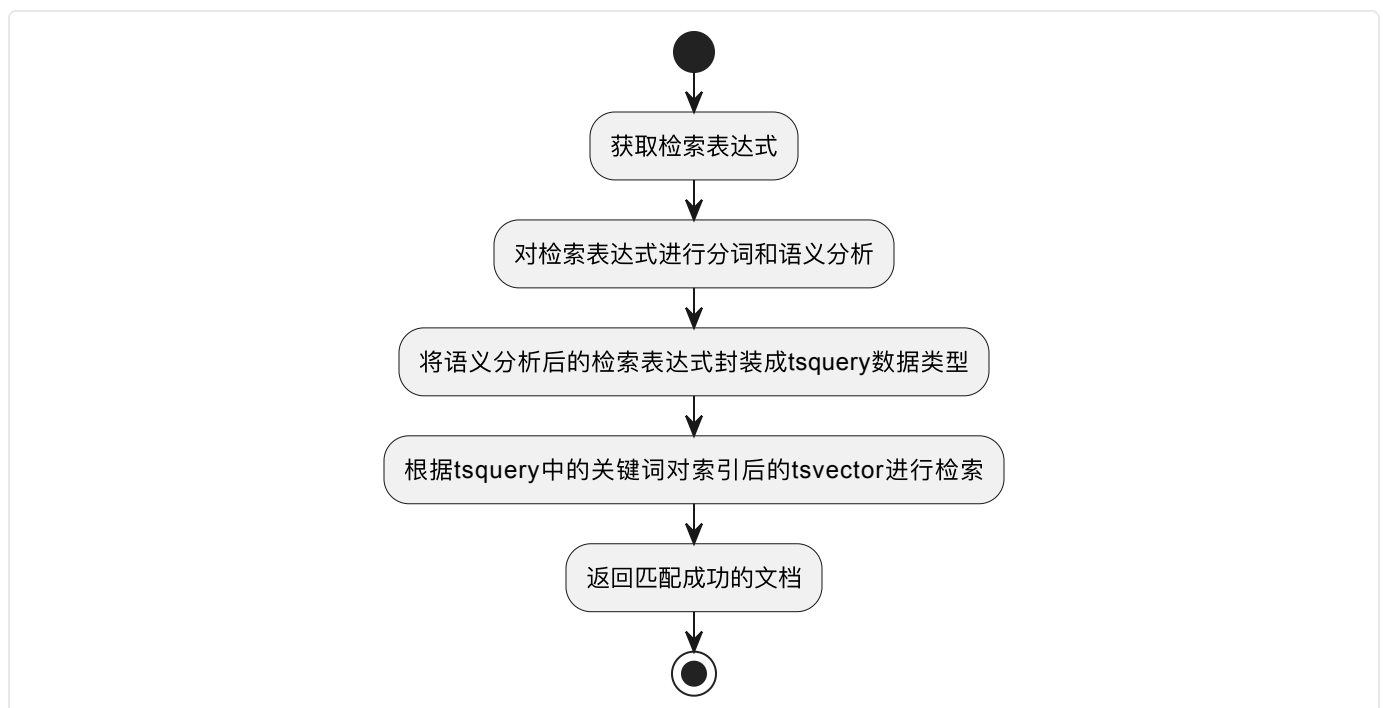 获取检索表达式
对检索表达式进行分词和语义分析
将语义分析后的检索表达式封装成tsquery数据类型
根据tsquery中的关键词对索引后的tsvector进行检索
返回匹配成功的文档